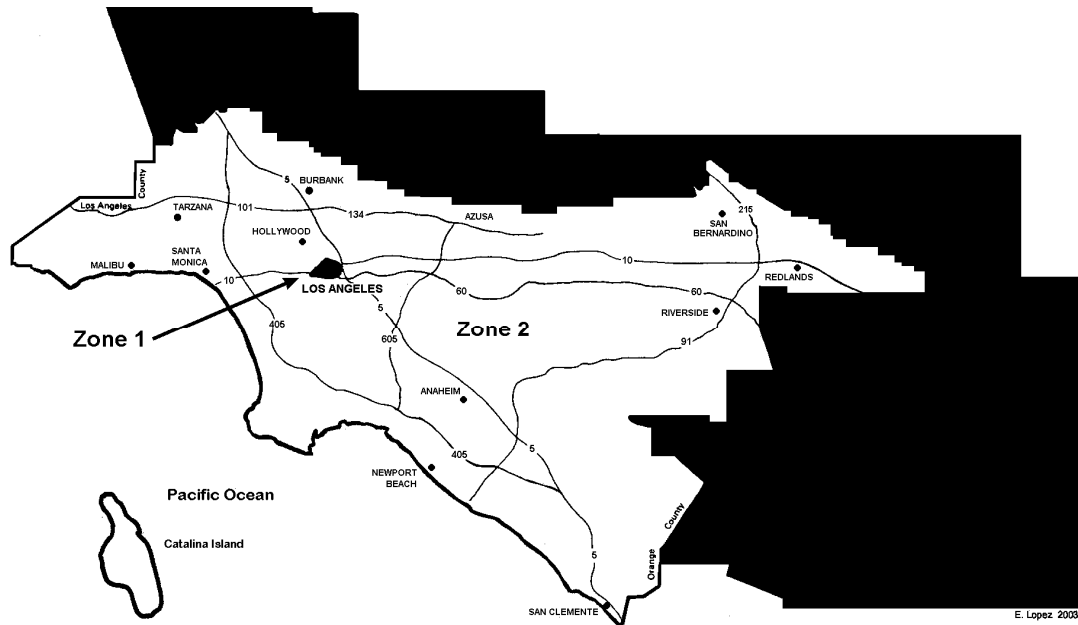 County
Los Angeles
TARZANA
101
5
BURBANK
134
AZUSA
HOLLYWOOD
215
SAN
BERNARDINO
MALIBU
SANTA
MONICA
10
LOS ANGELES
10
REDLANDS
60
60
Zone 1
405
5
605
Zone 2
RIVERSIDE
91
ANAHEIM
5
405
NEWPORT
BEACH
Pacific Ocean
Catalina Island
Orange County
5
SAN CLEMENTE
E. Lopez 2003